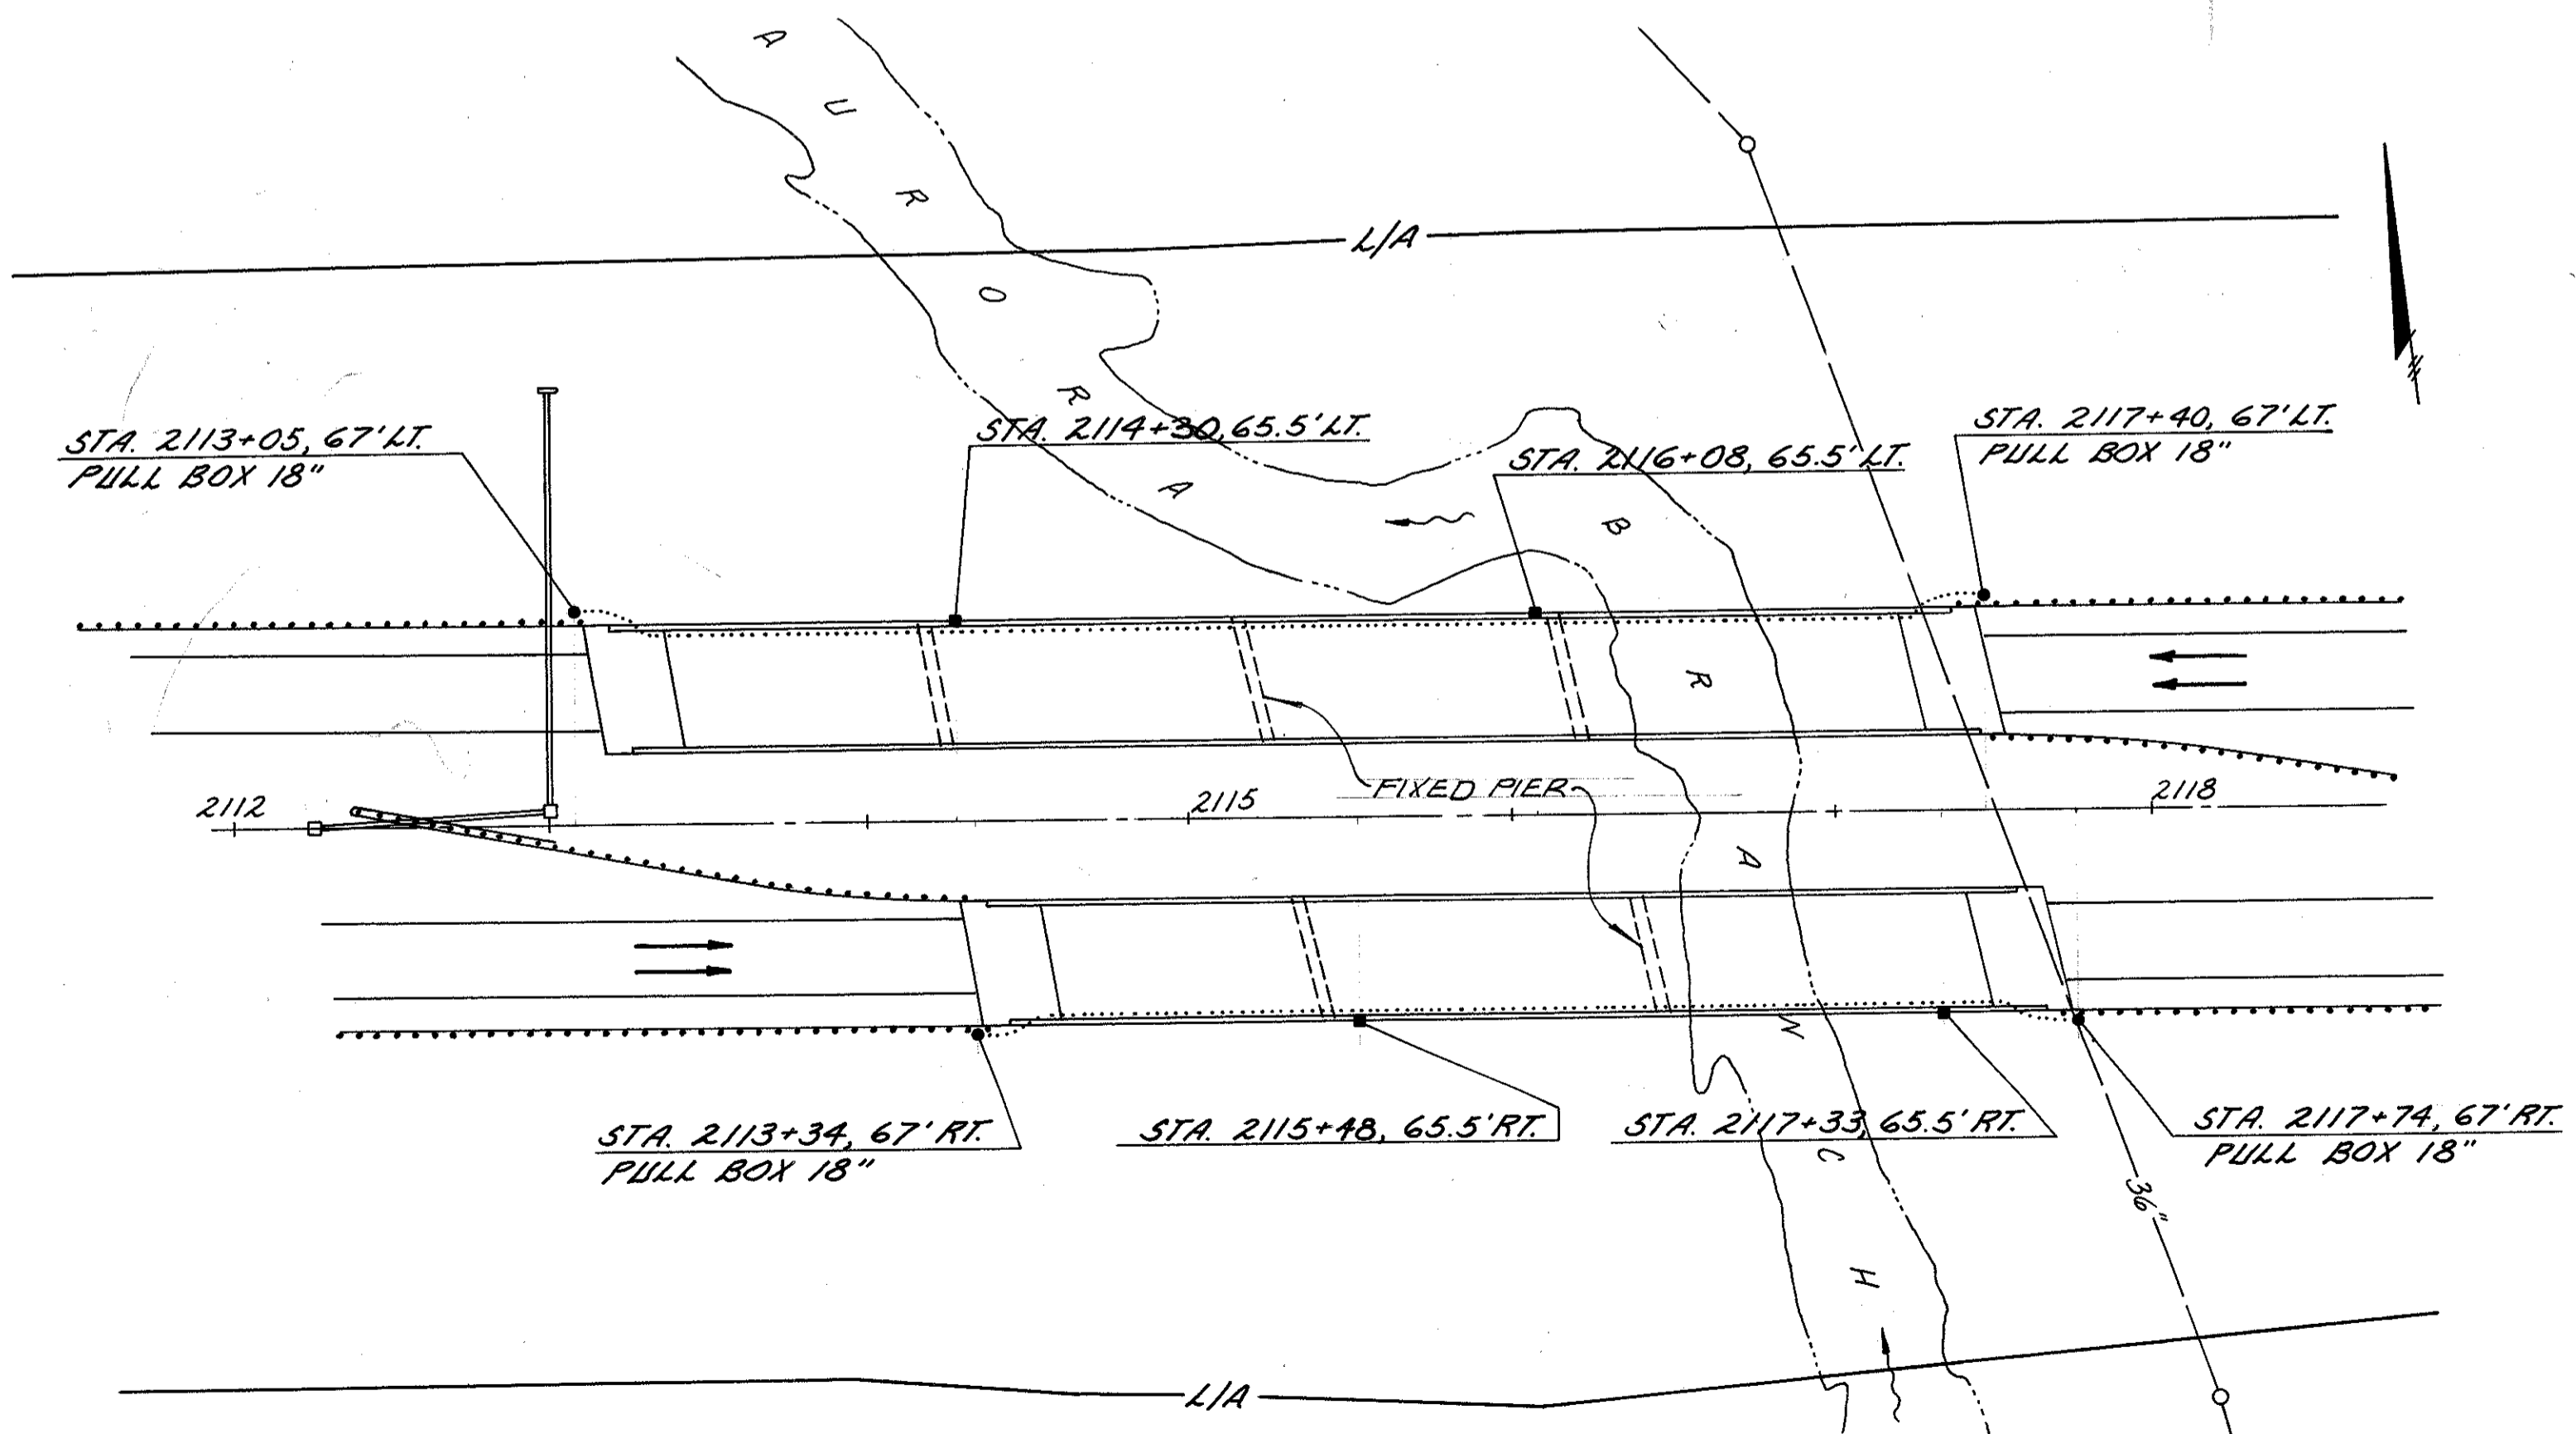 AURORA BRANCH
L/A
STA. 2113+05, 67' LT.
PULL BOX 18"
STA. 2114+30, 65.5' LT.
STA. 2116+08, 65.5' LT.
STA. 2117+40, 67' LT.
PULL BOX 18"
FIXED PIER
2112
2115
2118
STA. 2113+34, 67' RT.
PULL BOX 18"
STA. 2115+48, 65.5' RT.
STA. 2117+33, 65.5' RT.
STA. 2117+74, 67' RT.
PULL BOX 18"
36"
L/A